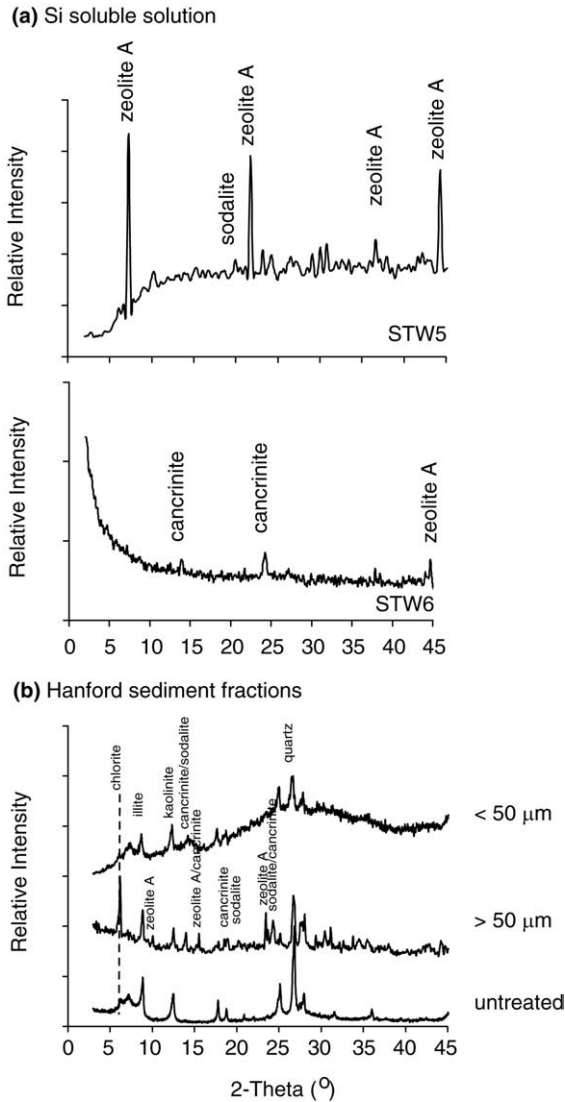 (a) Si soluble solution
Relative Intensity
zeolite A
sodalite
zeolite A
zeolite A
zeolite A
STW5
Relative Intensity
cancrinite
cancrinite
zeolite A
STW6
0 5 10 15 20 25 30 35 40 45
(b) Hanford sediment fractions
Relative Intensity
chlorite
illite
kaolinite
cancrinite/sodalite
quartz
< 50 μm
zeolite A
zeolite A/cancrinite
cancrinite
sodalite
zeolite A
sodalite/cancrinite
> 50 μm
untreated
0 5 10 15 20 25 30 35 40 45
2-Theta (°)